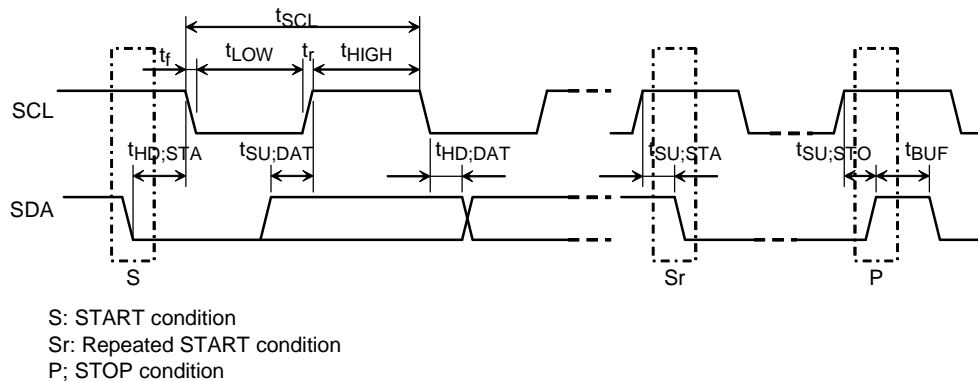 tSCL
tf tLOW tr tHIGH
SCL
tHD;STA tSU;DAT tHD;DAT tSU;STA tSU;STO tBUF
SDA
S Sr P
S: START condition
Sr: Repeated START condition
P; STOP condition